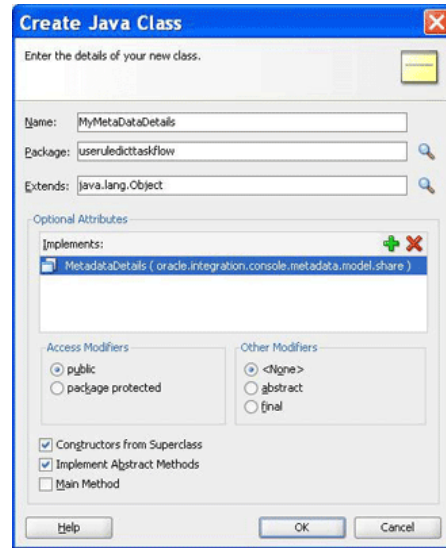 Create Java Class
Enter the details of your new class.
Name: MyMetaDataDetails
Package: useruledicttaskflow
Extends: java.lang.Object
Optional Attributes
Implements:
MetadataDetails ( oracle.integration.console.metadata.model.share )
Access Modifiers
public
package protected
Other Modifiers
<None>
abstract
final
Constructors from Superclass
Implement Abstract Methods
Main Method
Help OK Cancel